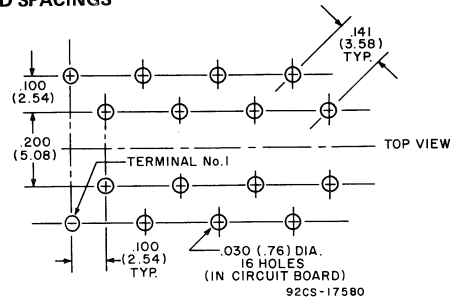 D SPACINGS
.141
(3.58)
TYP.
.100
(2.54)
.200
(5.08)
TOP VIEW
TERMINAL No.1
.100
(2.54)
TYP.
.030 (.76) DIA.
16 HOLES
(IN CIRCUIT BOARD)
92CS-17580